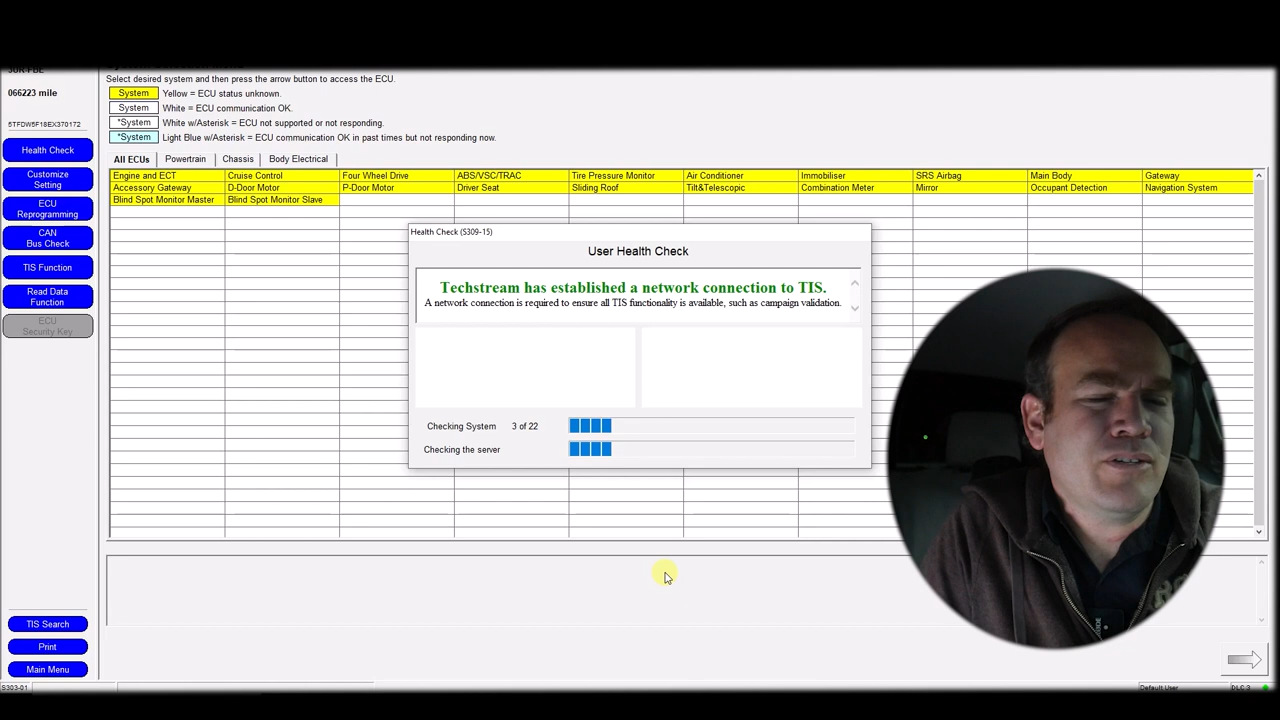 066223 mile
5TFDW5F18EX370172
Health Check
Customize
Setting
ECU
Reprogramming
CAN
Bus Check
TIS Function
Read Data
Function
ECU
Security Key
TIS Search
Print
Main Menu
Select desired system and then press the arrow button to access the ECU.
System Yellow = ECU status unknown.
System White = ECU communication OK.
*System White w/Asterisk = ECU not supported or not responding.
*System Light Blue w/Asterisk = ECU communication OK in past times but not responding now.
All ECUs Powertrain Chassis Body Electrical
Engine and ECT Cruise Control Four Wheel Drive ABS/VSC/TRAC Tire Pressure Monitor Air Conditioner Immobiliser SRS Airbag Main Body Gateway
Accessory Gateway D-Door Motor P-Door Motor Driver Seat Sliding Roof Tilt&Telescopic Combination Meter Mirror Occupant Detection Navigation System
Blind Spot Monitor Master Blind Spot Monitor Slave
Health Check (S309-15)
User Health Check
Techstream has established a network connection to TIS.
A network connection is required to ensure all TIS functionality is available, such as campaign validation.
Checking System 3 of 22
Checking the server
S303-01 Default User DLC 3